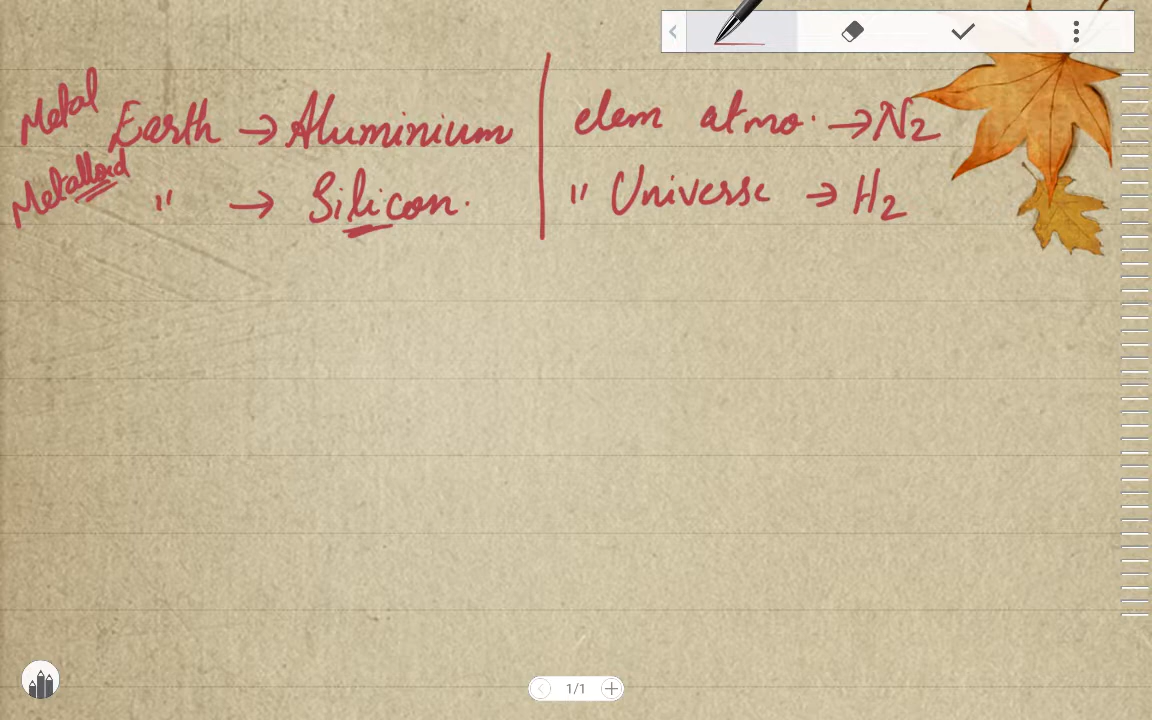 Metal Earth → Aluminium
Metalloid " → Silicon.
elem atmo. → N2
" Universe → H2
1/1